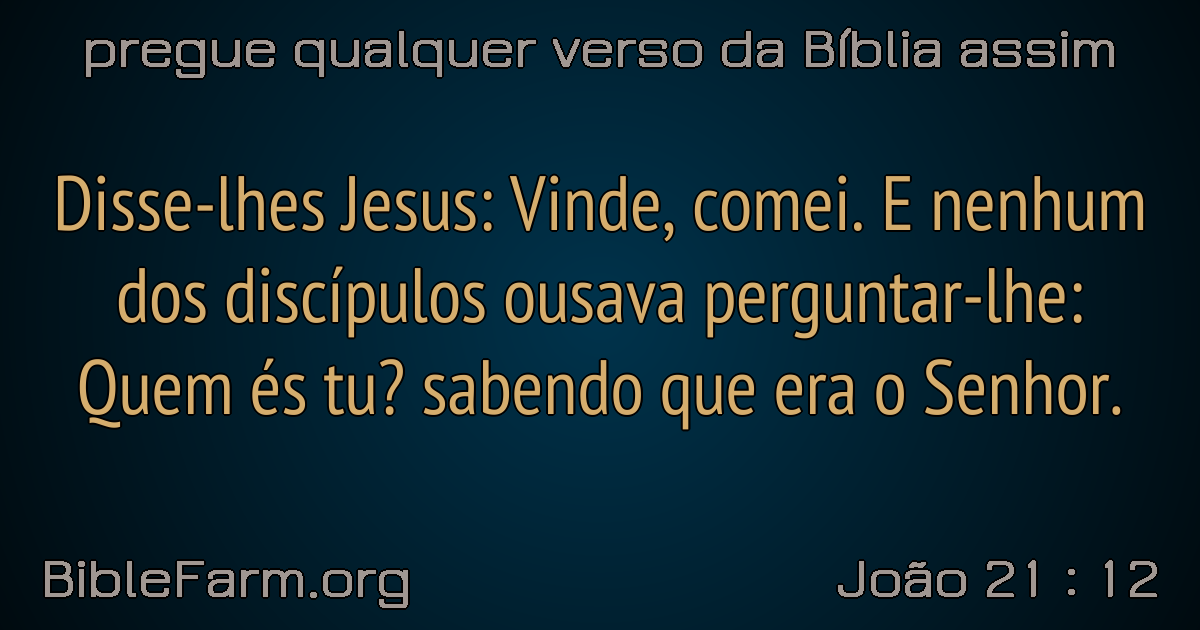 pregue qualquer verso da Bíblia assim
Disse-lhes Jesus: Vinde, comei. E nenhum
dos discípulos ousava perguntar-lhe:
Quem és tu? sabendo que era o Senhor.
BibleFarm.org
João 21 : 12